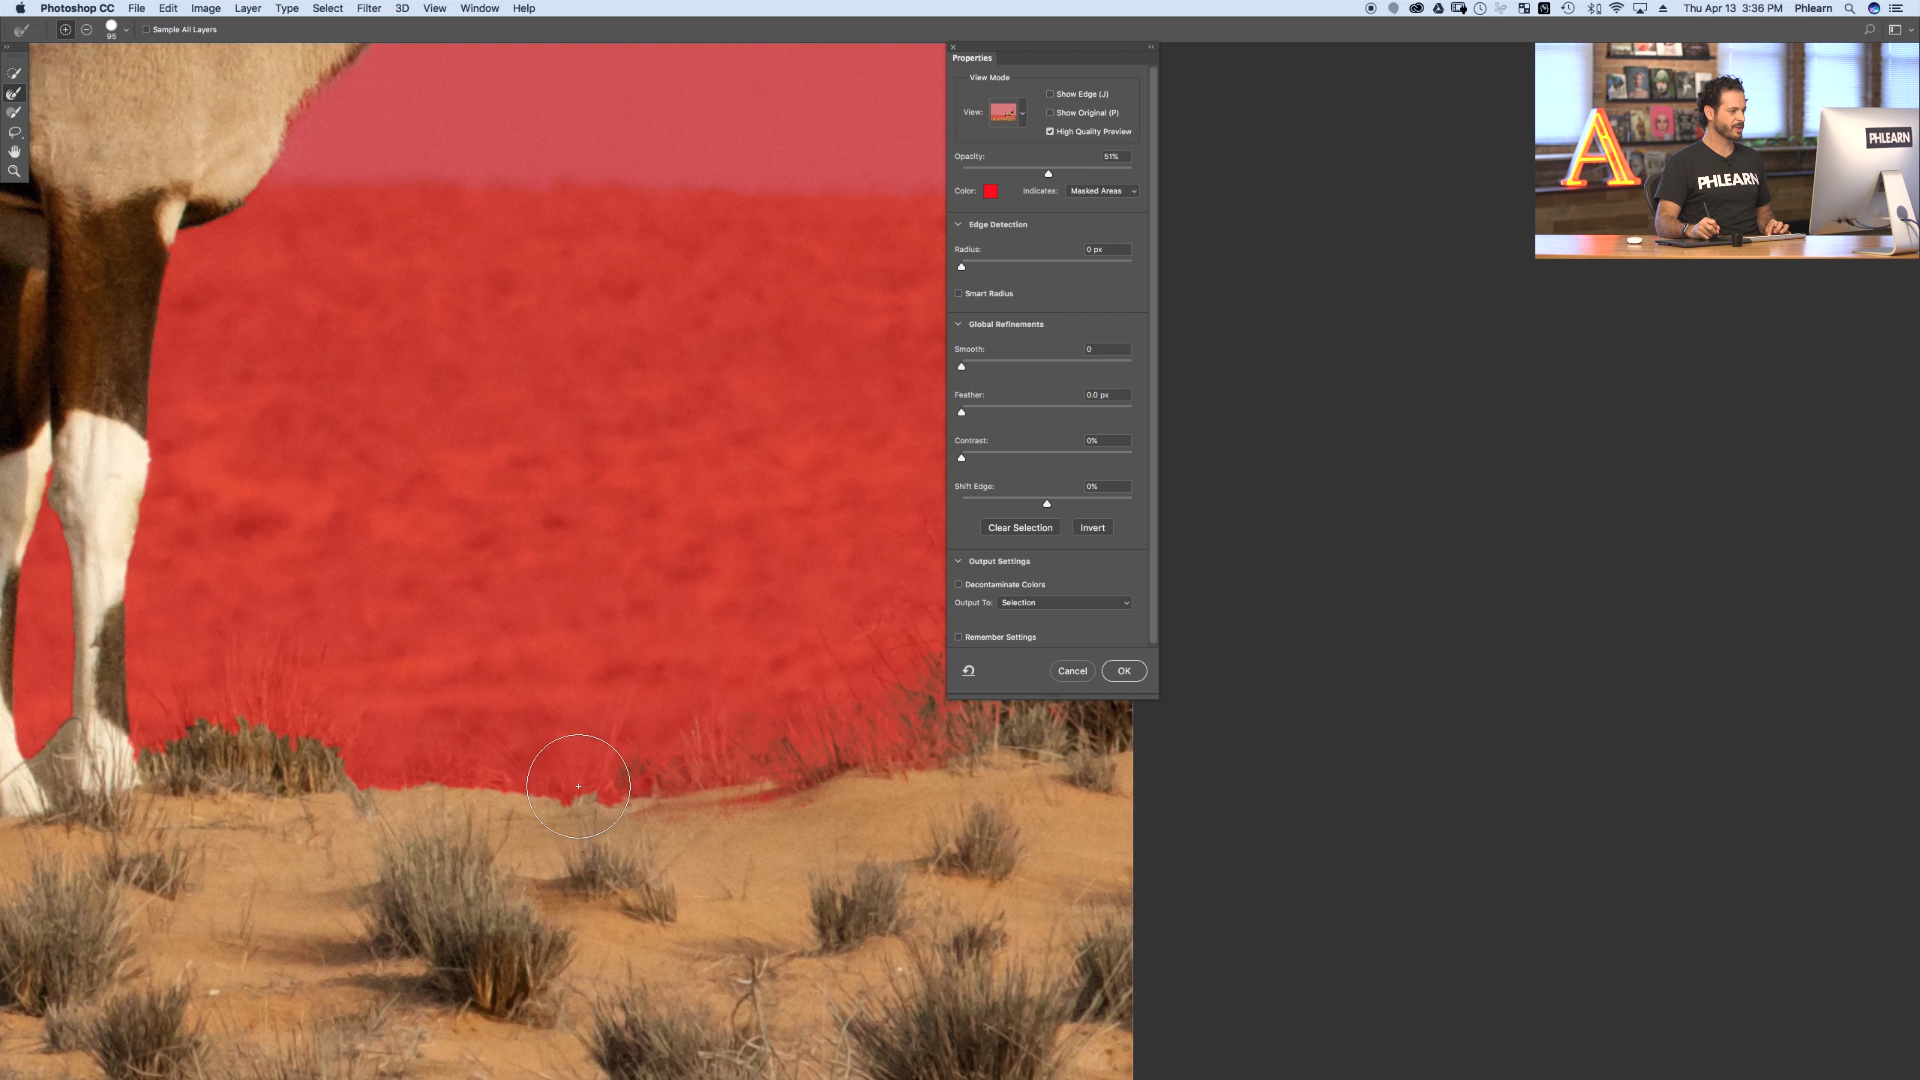 Photoshop CC File Edit Image Layer Type Select Filter 3D View Window Help Thu Apr 13 3:36 PM Phlearn
95 Sample All Layers
Properties
View Mode
View:
Show Edge (J)
Show Original (P)
High Quality Preview
Opacity: 51%
Color: Indicates: Masked Areas
Edge Detection
Radius: 0 px
Smart Radius
Global Refinements
Smooth: 0
Feather: 0.0 px
Contrast: 0%
Shift Edge: 0%
Clear Selection Invert
Output Settings
Decontaminate Colors
Output To: Selection
Remember Settings
Cancel OK
A
PHLEARN
PHLEARN